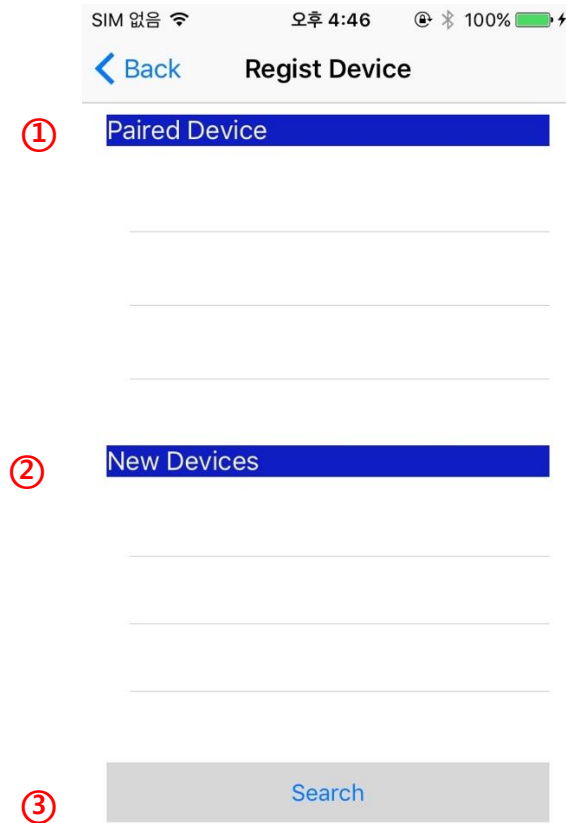 SIM 없음 오후 4:46 100%
Back Regist Device
① Paired Device
② New Devices
③ Search